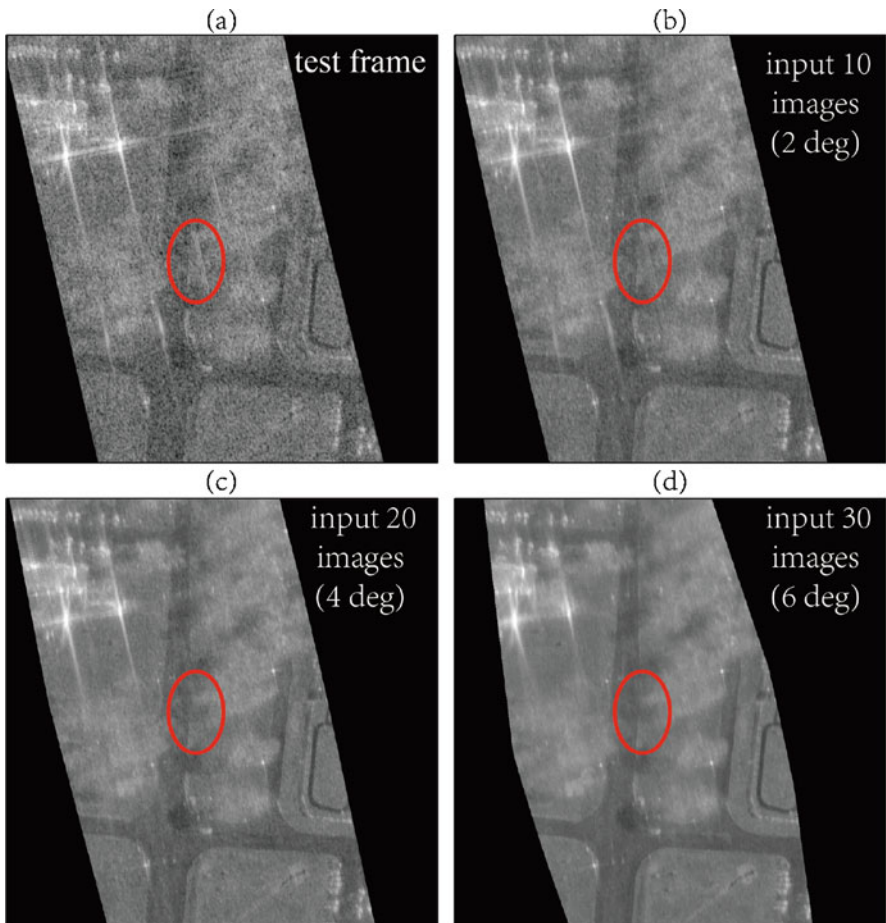 (a)
test frame
(b)
input 10
images
(2 deg)
(c)
input 20
images
(4 deg)
(d)
input 30
images
(6 deg)